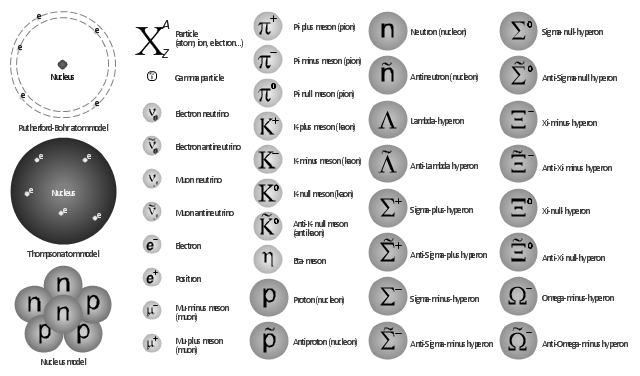 e
e
e
e
e
Nucleus
Rutherford-Bohr atom model
e
e
Nucleus
e
e
e
Thompson atom model
n
n
p
n
p
p
Nucleus model
X A Z
Particle
(atom, ion, electron...)
Gamma particle
ν e
Electron neutrino
ν̃ e
Electron antineutrino
Muon neutrino
Muon antineutrino
e⁻
Electron
e⁺
Positron
μ⁻
Mu-minus meson
(muon)
μ⁺
Mu-plus meson
(muon)
π⁺
Pi-plus meson (pion)
π⁻
Pi-minus meson (pion)
π⁰
Pi-null meson (pion)
K⁺
K-plus meson (kaon)
K⁻
K-minus meson (kaon)
K⁰
K-null meson (kaon)
K̃⁰
Anti-K-null meson
(antikaon)
η
Eta-meson
p
Proton (nucleon)
p̃
Antiproton (nucleon)
n
Neutron (nucleon)
ñ
Antineutron (nucleon)
Λ
Lambda-hyperon
Λ̃
Anti-Lambda hyperon
Σ⁺
Sigma-plus-hyperon
Σ̃⁺
Anti-Sigma-plus hyperon
Σ⁻
Sigma-minus-hyperon
Σ̃⁻
Anti-Sigma-minus hyperon
Σ⁰
Sigma-null-hyperon
Σ̃⁰
Anti-Sigma-null hyperon
Ξ⁻
Xi-minus-hyperon
Ξ̃⁻
Anti-Xi-minus-hyperon
Ξ⁰
Xi-null-hyperon
Ξ̃⁰
Anti-Xi-null-hyperon
Ω⁻
Omega-minus-hyperon
Ω̃⁻
Anti-Omega-minus-hyperon